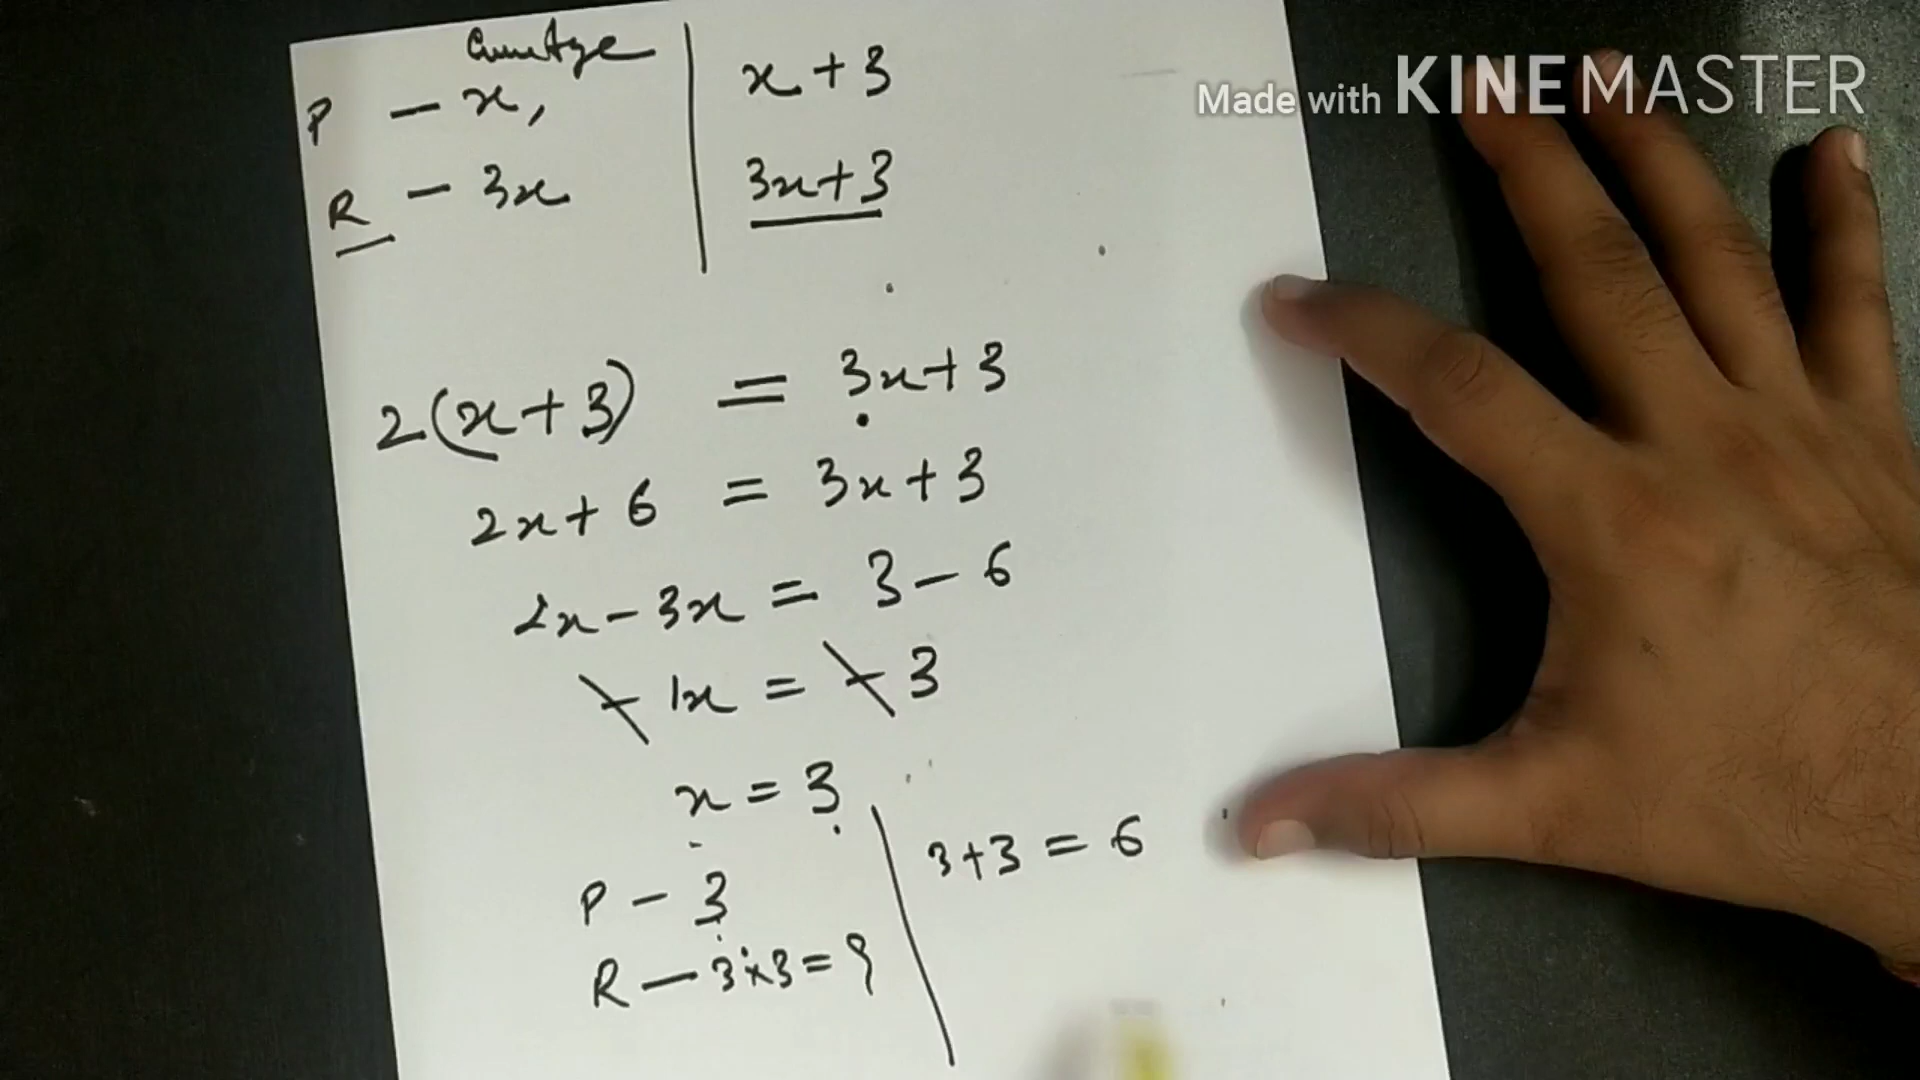 Age
P - x, x + 3
R - 3x 3x+3
2(x+3) = 3x+3
2x+6 = 3x+3
2x-3x = 3-6
-1x = -3
x = 3
P - 3 3+3 = 6
R - 3×3=9
Made with KINEMASTER